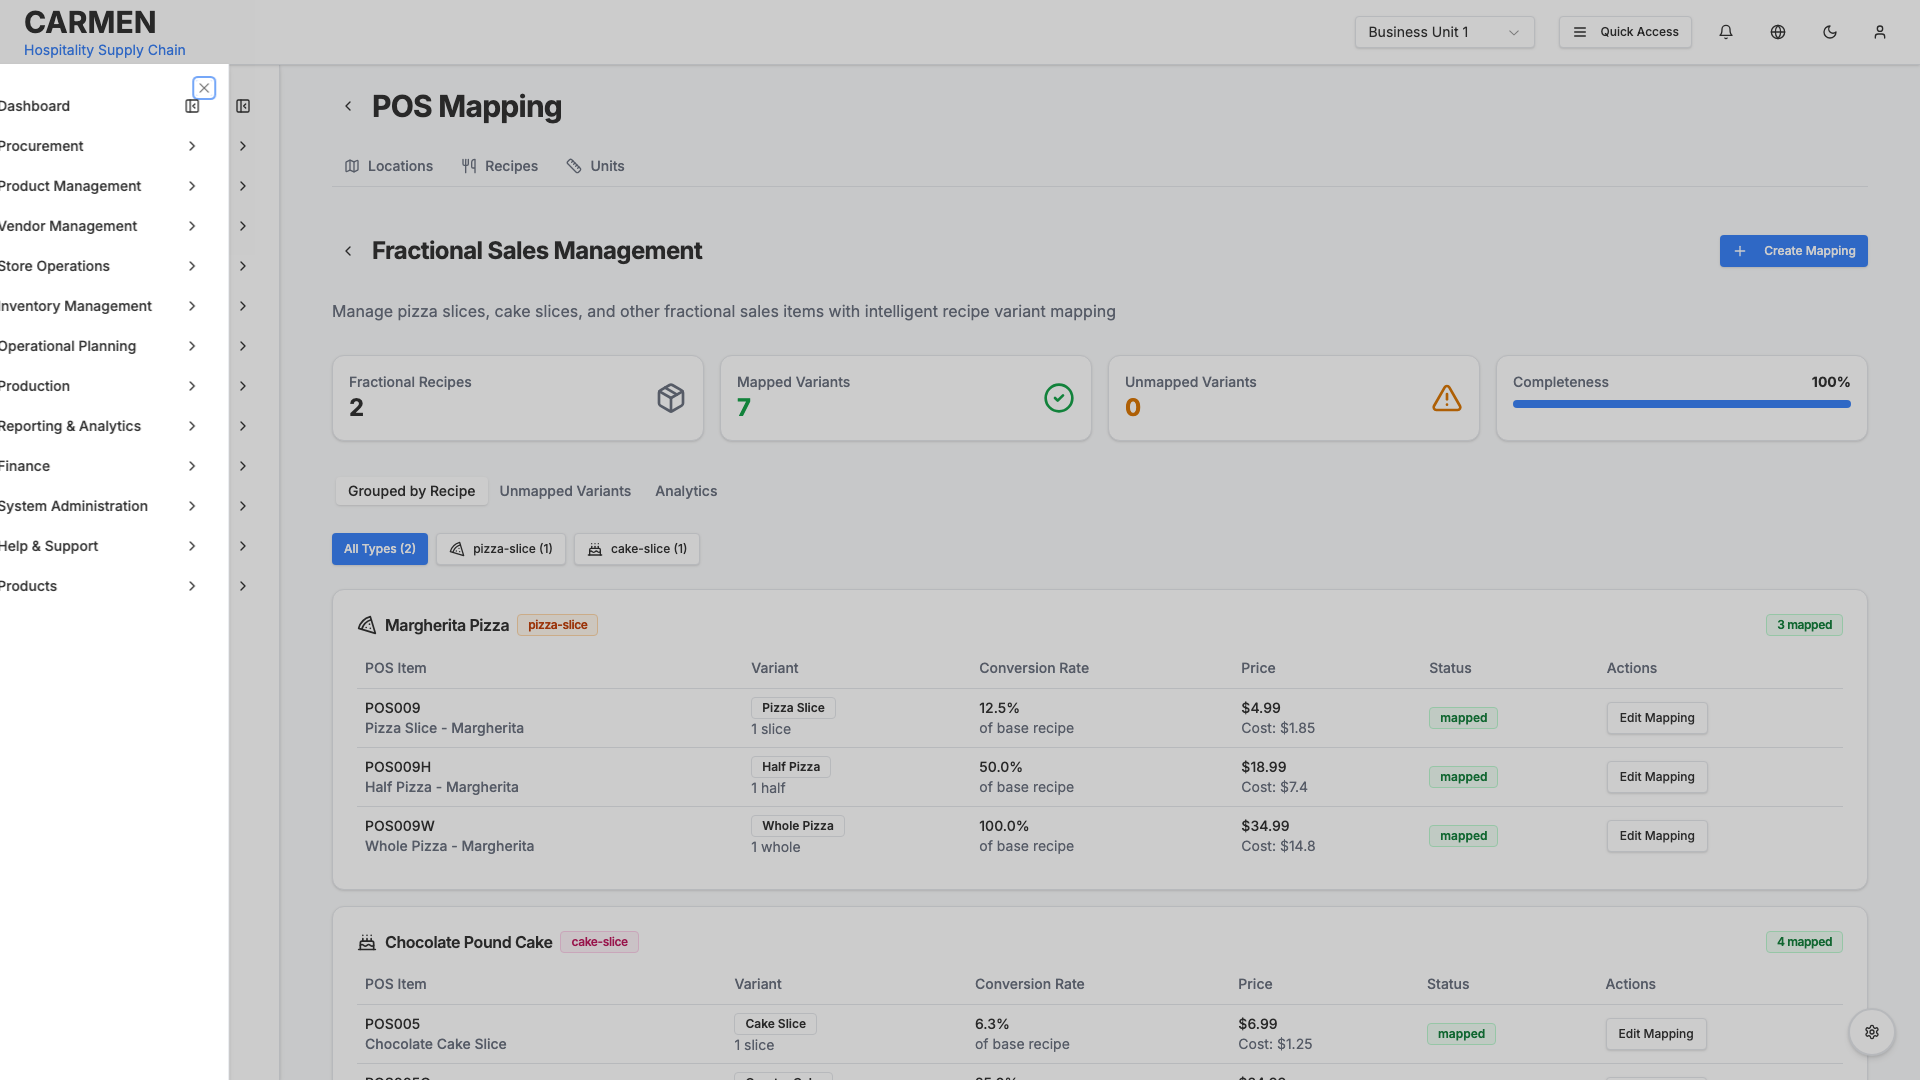 CARMEN
Hospitality Supply Chain
Business Unit 1
Quick Access
Dashboard
Procurement
Product Management
Vendor Management
Store Operations
Inventory Management
Operational Planning
Production
Reporting & Analytics
Finance
System Administration
Help & Support
Products
POS Mapping
Locations Recipes Units
Fractional Sales Management
Create Mapping
Manage pizza slices, cake slices, and other fractional sales items with intelligent recipe variant mapping
Fractional Recipes
2
Mapped Variants
7
Unmapped Variants
0
Completeness 100%
Grouped by Recipe Unmapped Variants Analytics
All Types (2) pizza-slice (1) cake-slice (1)
Margherita Pizza pizza-slice 3 mapped
POS Item Variant Conversion Rate Price Status Actions
POS009 Pizza Slice 12.5% $4.99 mapped Edit Mapping
Pizza Slice - Margherita 1 slice of base recipe Cost: $1.85
POS009H Half Pizza 50.0% $18.99 mapped Edit Mapping
Half Pizza - Margherita 1 half of base recipe Cost: $7.4
POS009W Whole Pizza 100.0% $34.99 mapped Edit Mapping
Whole Pizza - Margherita 1 whole of base recipe Cost: $14.8
Chocolate Pound Cake cake-slice 4 mapped
POS Item Variant Conversion Rate Price Status Actions
POS005 Cake Slice 6.3% $6.99 mapped Edit Mapping
Chocolate Cake Slice 1 slice of base recipe Cost: $1.25